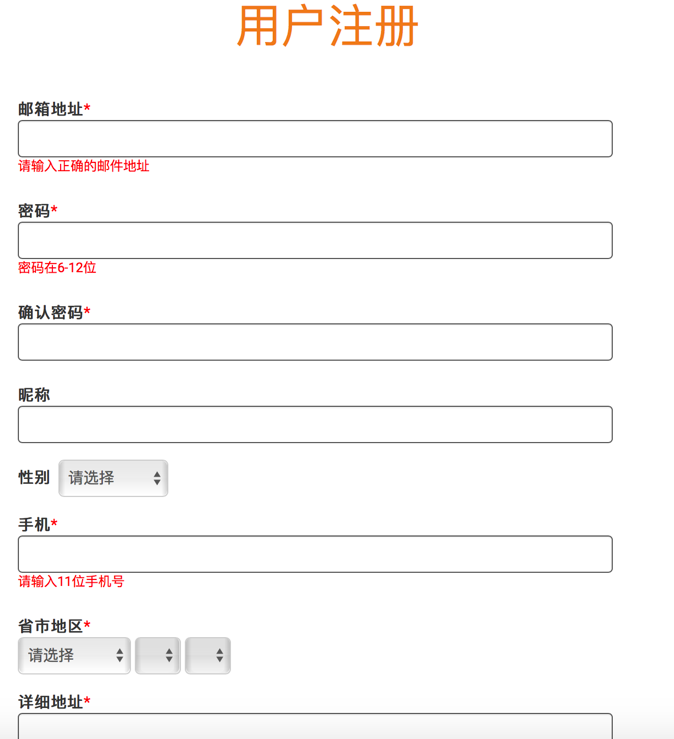 用户注册
邮箱地址*
请输入正确的邮件地址
密码*
密码在6-12位
确认密码*
昵称
性别 请选择
手机*
请输入11位手机号
省市地区*
请选择
详细地址*